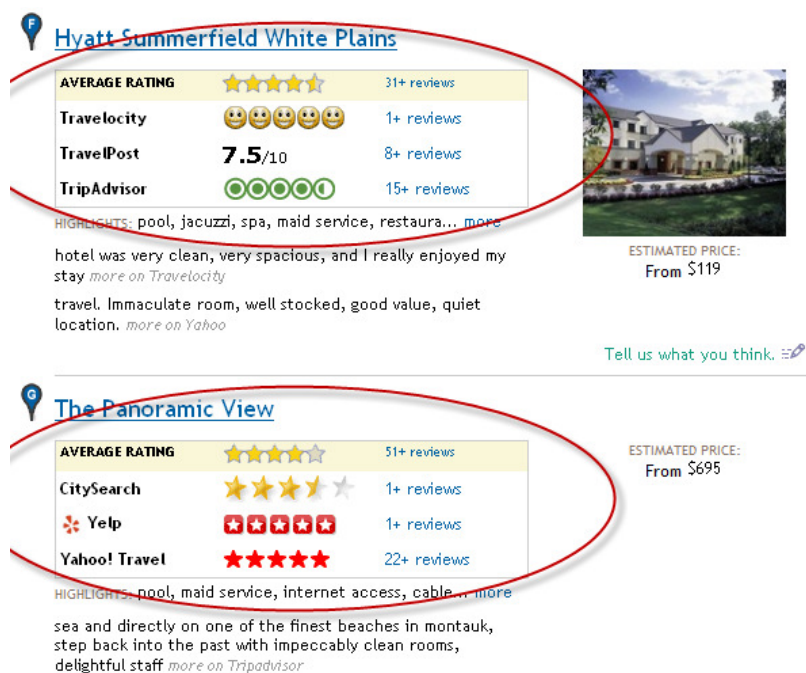 F
Hyatt Summerfield White Plains
AVERAGE RATING 31+ reviews
Travelocity 1+ reviews
TravelPost 7.5/10 8+ reviews
TripAdvisor 15+ reviews
HIGHLIGHTS: pool, jacuzzi, spa, maid service, restaura... more
hotel was very clean, very spacious, and I really enjoyed my
stay more on Travelocity
travel. Immaculate room, well stocked, good value, quiet
location. more on Yahoo
ESTIMATED PRICE:
From $119
Tell us what you think.
G
The Panoramic View
AVERAGE RATING 51+ reviews
CitySearch 1+ reviews
Yelp 1+ reviews
Yahoo! Travel 22+ reviews
HIGHLIGHTS: pool, maid service, internet access, cable... more
sea and directly on one of the finest beaches in montauk,
step back into the past with impeccably clean rooms,
delightful staff more on Tripadvisor
ESTIMATED PRICE:
From $695